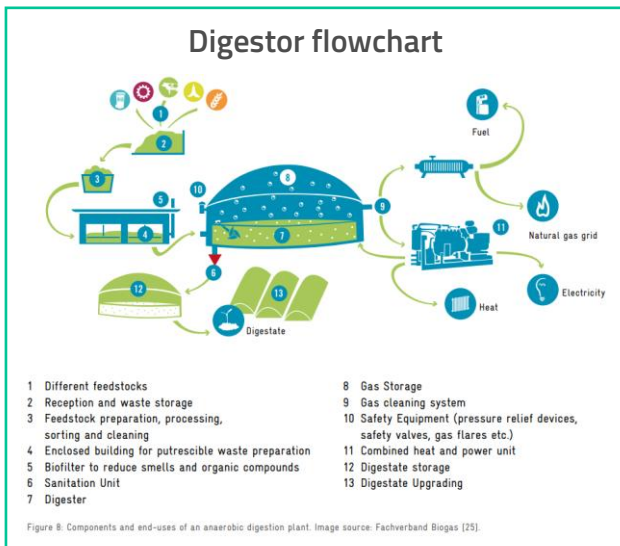 Digestor flowchart
1
2
3
5
4
10
8
7
9
6
12
13
Digestate
Fuel
Natural gas grid
11
Electricity
Heat
1 Different feedstocks
2 Reception and waste storage
3 Feedstock preparation, processing,
sorting and cleaning
4 Enclosed building for putrescible waste preparation
5 Biofilter to reduce smells and organic compounds
6 Sanitation Unit
7 Digester
8 Gas Storage
9 Gas cleaning system
10 Safety Equipment (pressure relief devices,
safety valves, gas flares etc.)
11 Combined heat and power unit
12 Digestate storage
13 Digestate Upgrading
Figure 8: Components and end-uses of an anaerobic digestion plant. Image source: Fachverband Biogas [25].